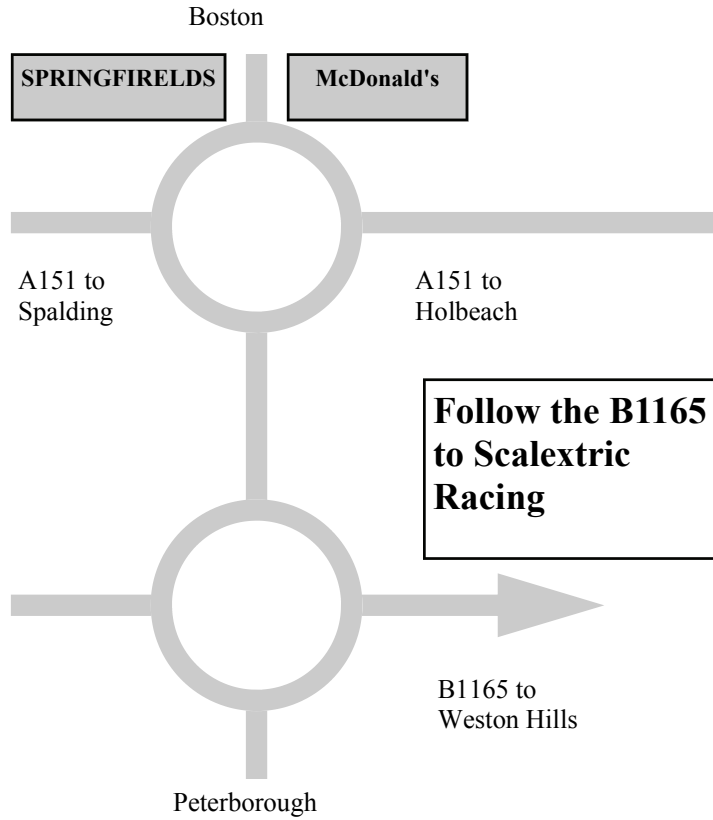 Boston
SPRINGFIRELDS
McDonald's
A151 to
Spalding
A151 to
Holbeach
Follow the B1165
to Scalextric
Racing
B1165 to
Weston Hills
Peterborough